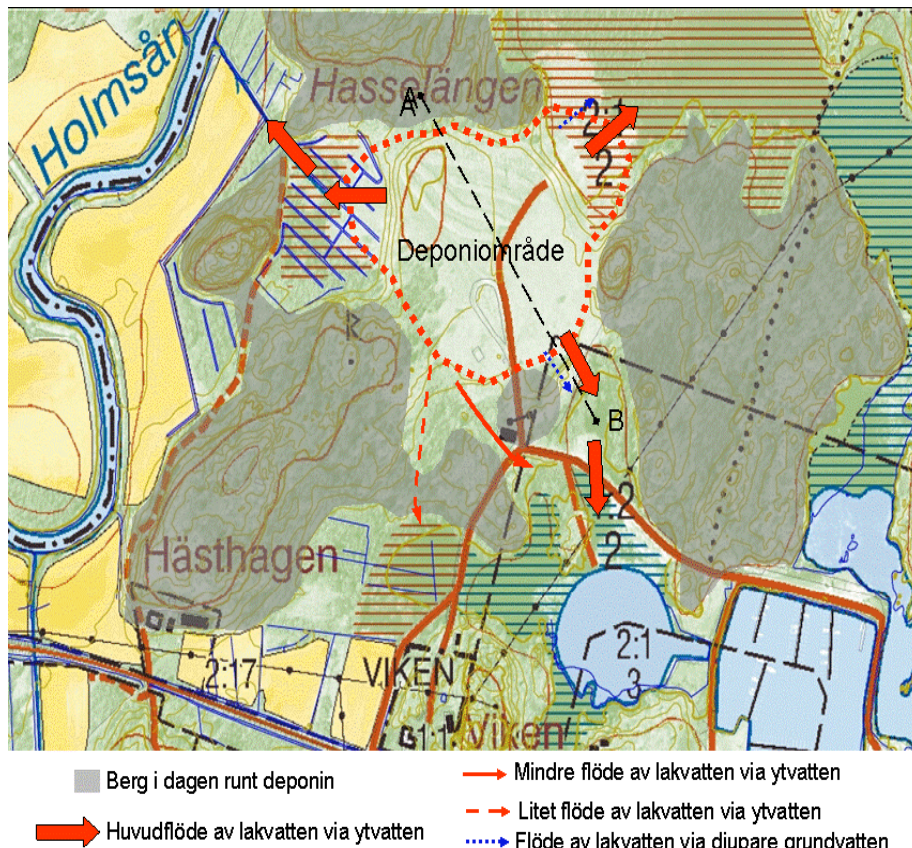 Holmsån
Hasselängen
A
2
Deponiområde
B
2
Hästhagen
2:17
VIKEN
2:1
3
1:1
Viken
Berg i dagen runt deponin
Huvudflöde av lakvatten via ytvatten
Mindre flöde av lakvatten via ytvatten
Litet flöde av lakvatten via ytvatten
Flöde av lakvatten via djupare grundvatten